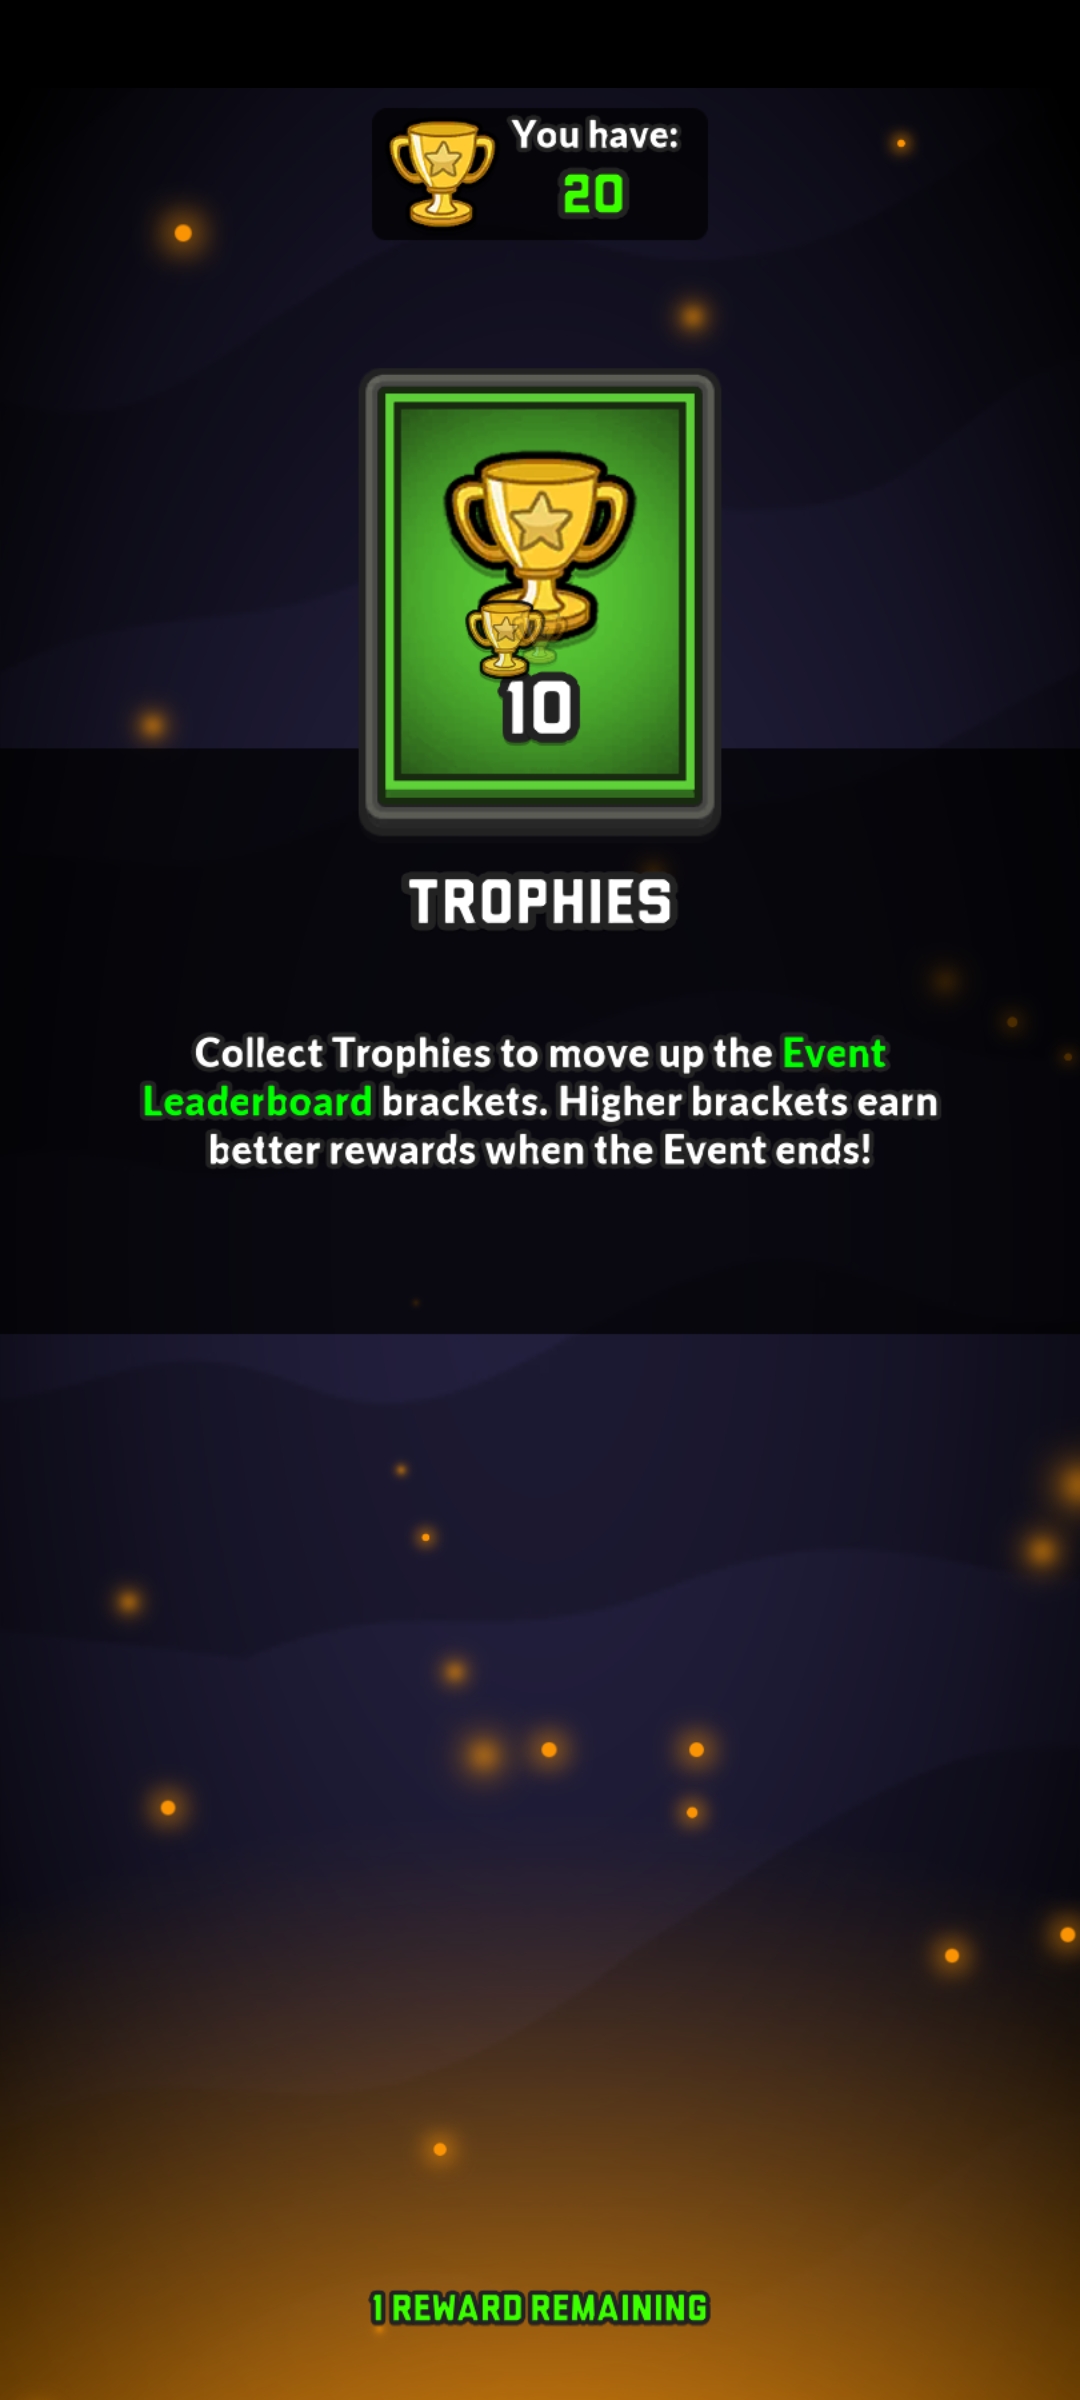 You have:
20
10
TROPHIES
Collect Trophies to move up the Event
Leaderboard brackets. Higher brackets earn
better rewards when the Event ends!
1 REWARD REMAINING